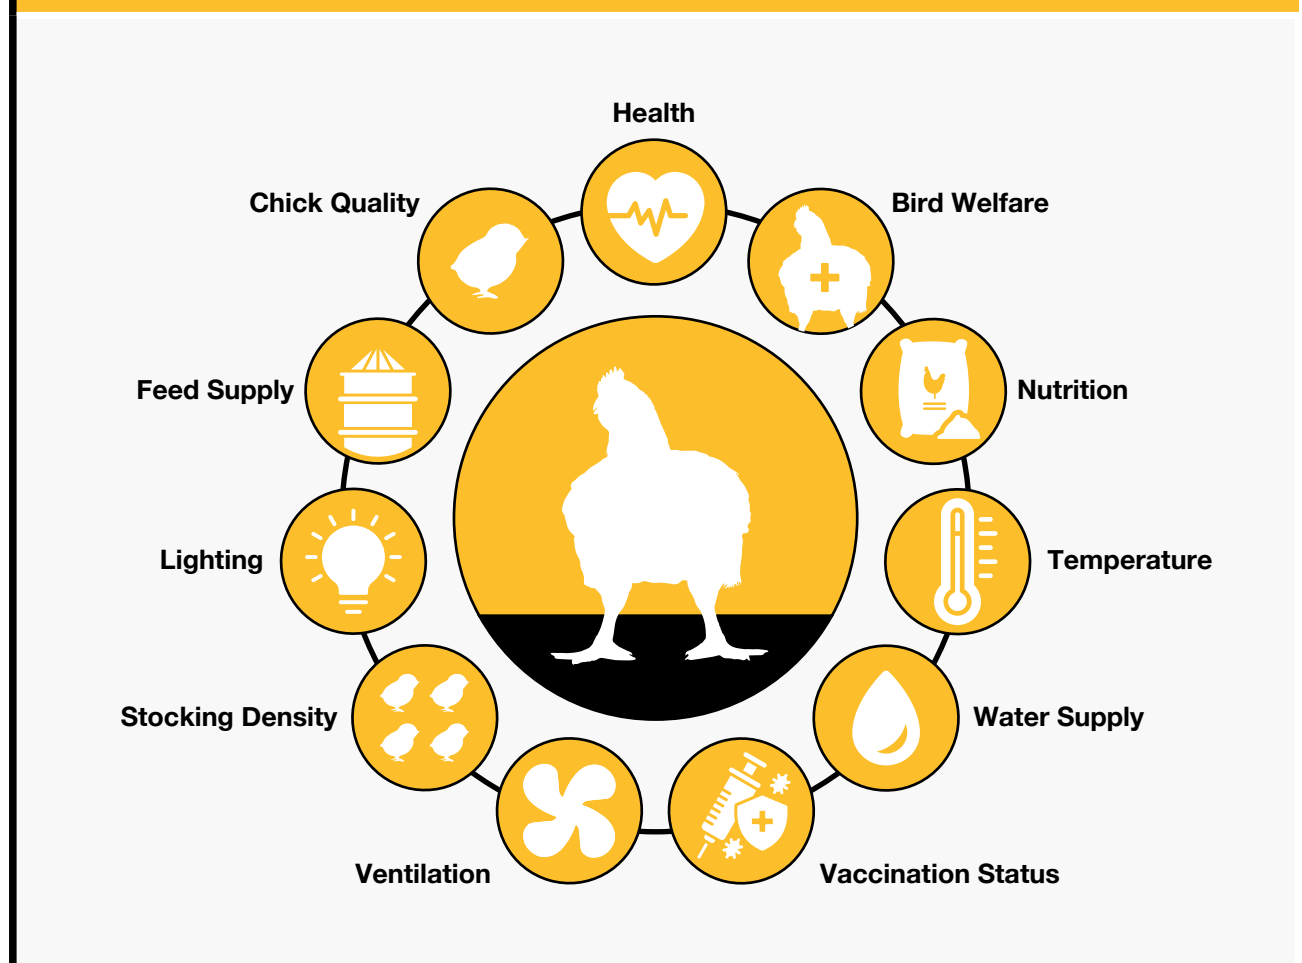 Health
Chick Quality
Bird Welfare
Feed Supply
Nutrition
Lighting
Temperature
Stocking Density
Water Supply
Ventilation
Vaccination Status